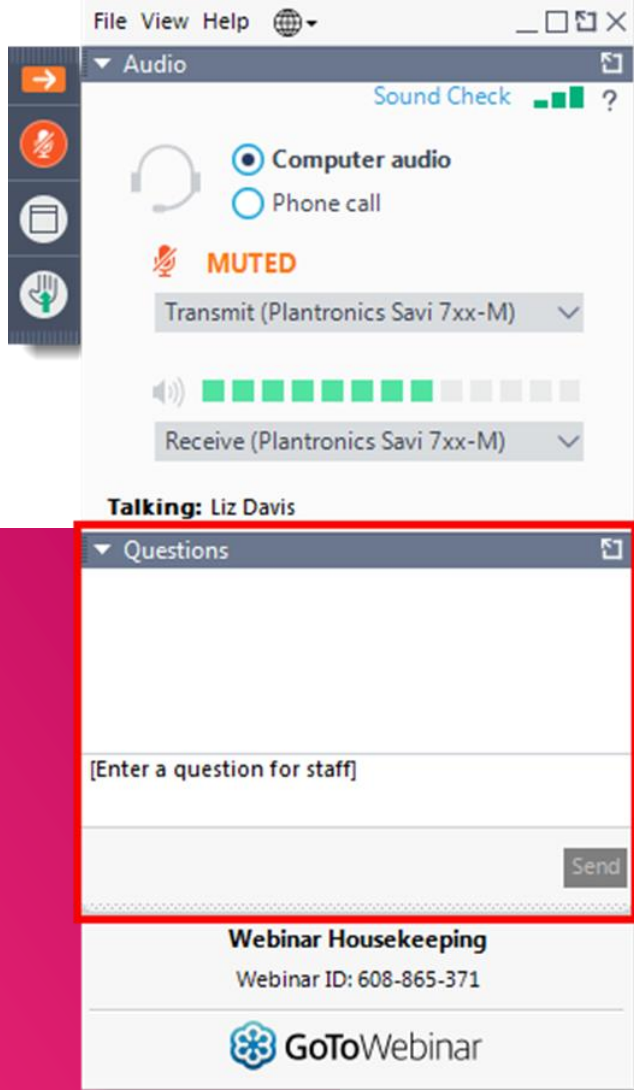 File View Help
Audio
Sound Check ?
Computer audio
Phone call
MUTED
Transmit (Plantronics Savi 7xx-M)
Receive (Plantronics Savi 7xx-M)
Talking: Liz Davis
Questions
[Enter a question for staff]
Send
Webinar Housekeeping
Webinar ID: 608-865-371
GoToWebinar